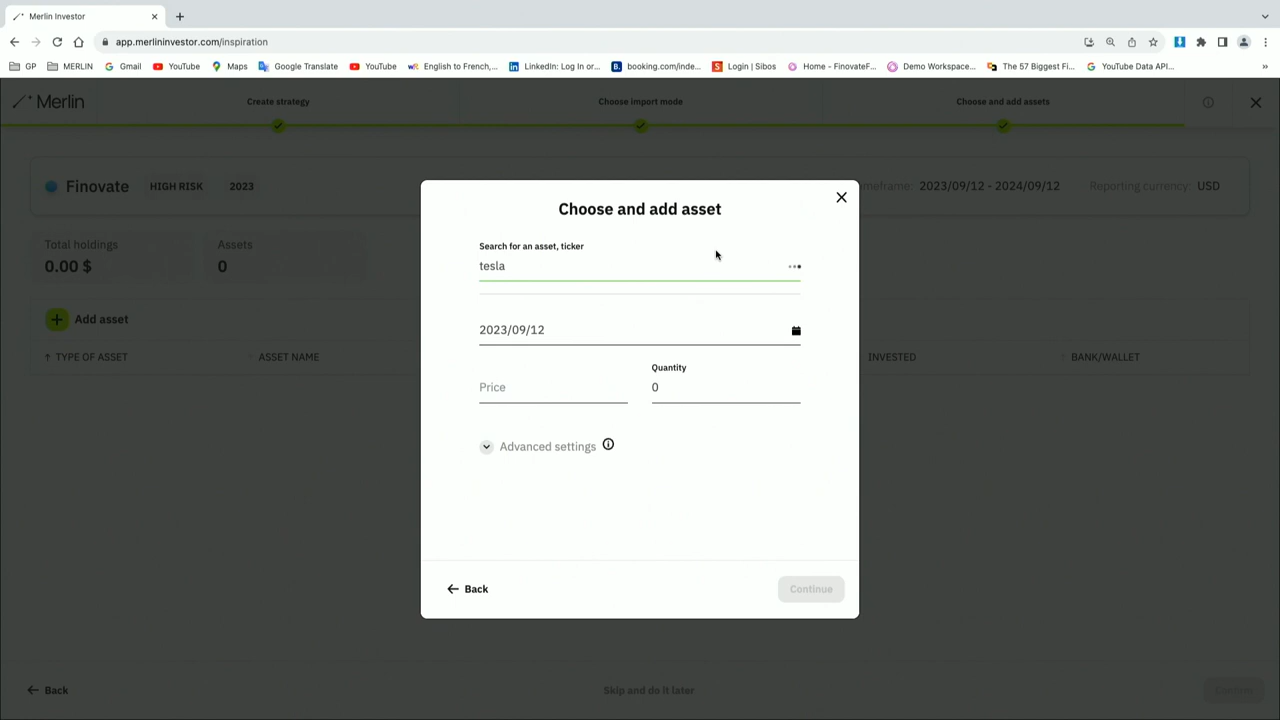 Merlin Investor
app.merlininvestor.com/inspiration
GP MERLIN Gmail YouTube Maps Google Translate YouTube English to French,... LinkedIn: Log In or... booking.com/inde... Login | Sibos Home - FinovateF... Demo Workspace... The 57 Biggest Fi... YouTube Data API... »
Merlin Create strategy Choose import mode Choose and add assets
Finovate HIGH RISK 2023 meframe: 2023/09/12 - 2024/09/12 Reporting currency: USD
Total holdings Assets
0.00 $ 0
Add asset
TYPE OF ASSET ASSET NAME INVESTED BANK/WALLET
Choose and add asset
Search for an asset, ticker
tesla
2023/09/12
Quantity
Price 0
Advanced settings
Back Continue
Back Skip and do it later Confirm